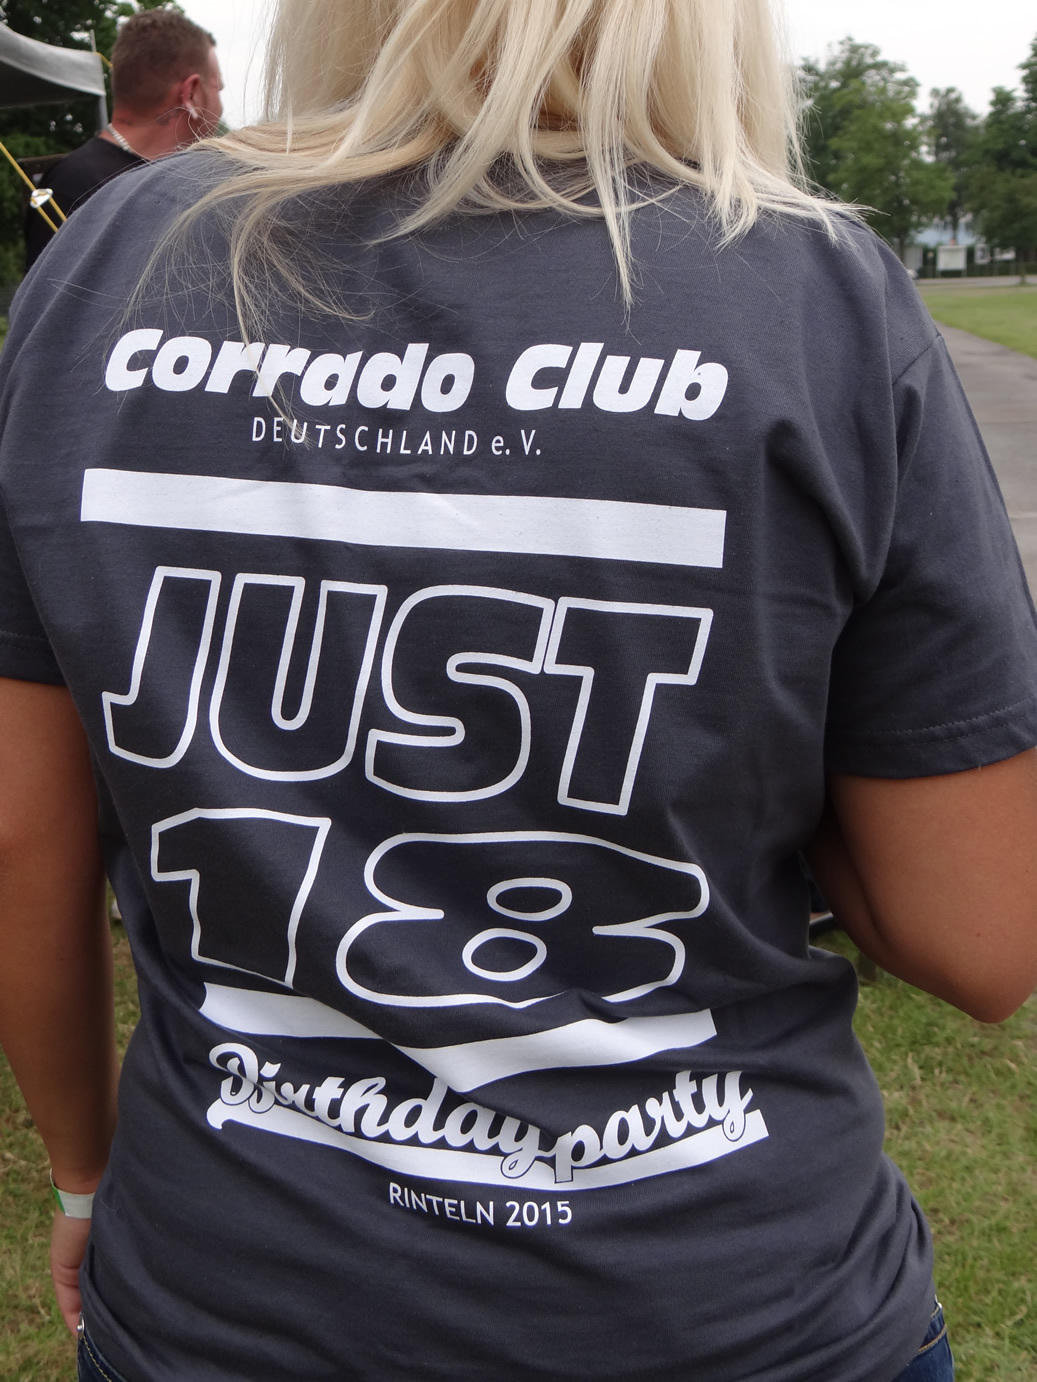 Corrado Club
DEUTSCHLAND e.V.
JUST
18
Birthday party
RINTELN 2015